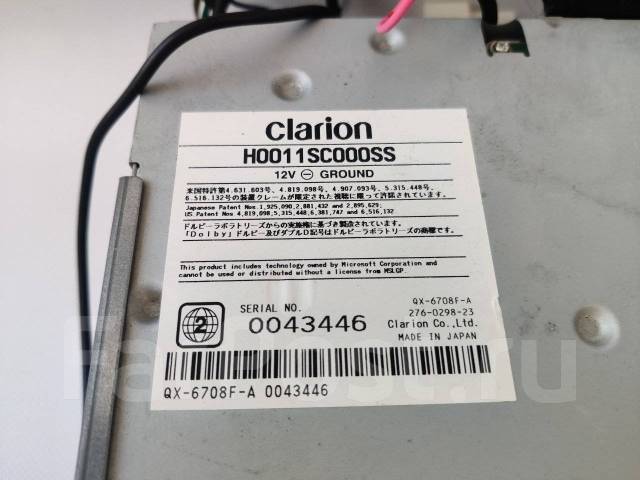 clarion
H0011SC000SS
12V ⊖ GROUND
米国特許第4.631.603号、4.819.098号、4.907.093号、5.315.448号、
6.516.132号の装置クレームが限定された視聴に限って許諾されています。
Japanese Patent Nos.1,925,090,2,081,432 and 2,895,629;
US Patent Nos 4,819,098,5,315,448,6,381,747 and 6,516,132
ドルビーラボラトリーズからの実施権に基づき製造されています。
「Dolby」ドルビー及びダブルD記号はドルビーラボラトリーズの商標です。
This product includes technology owned by Microsoft Corporation and
cannot be used or distributed without a license from MSLGP.
2
SERIAL NO.
0043446
QX-6708F-A
276-0298-23
Clarion Co.,Ltd.
MADE IN JAPAN
QX-6708F-A 0043446